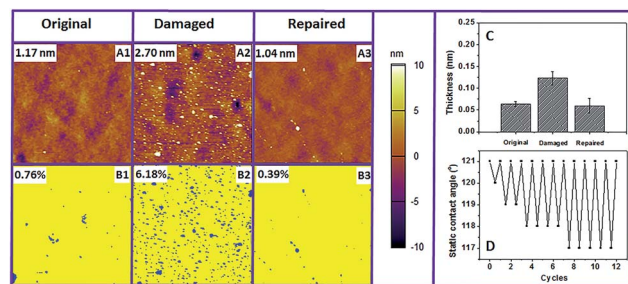 Original Damaged Repaired
1.17 nm A1 2.70 nm A2 1.04 nm A3
nm
10
5
0
-5
-10
0.76% B1 6.18% B2 0.39% B3
C
Thickness (nm)
0.25
0.20
0.15
0.10
0.05
0.00
Original Damaged Repaired
Static contact angle (°)
121
120
119
118
117
D
0 2 4 6 8 10 12
Cycles